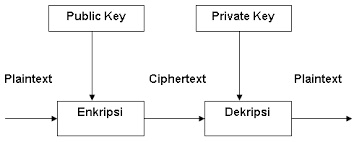 Public Key
Private Key
Plaintext
Ciphertext
Plaintext
Enkripsi
Dekripsi